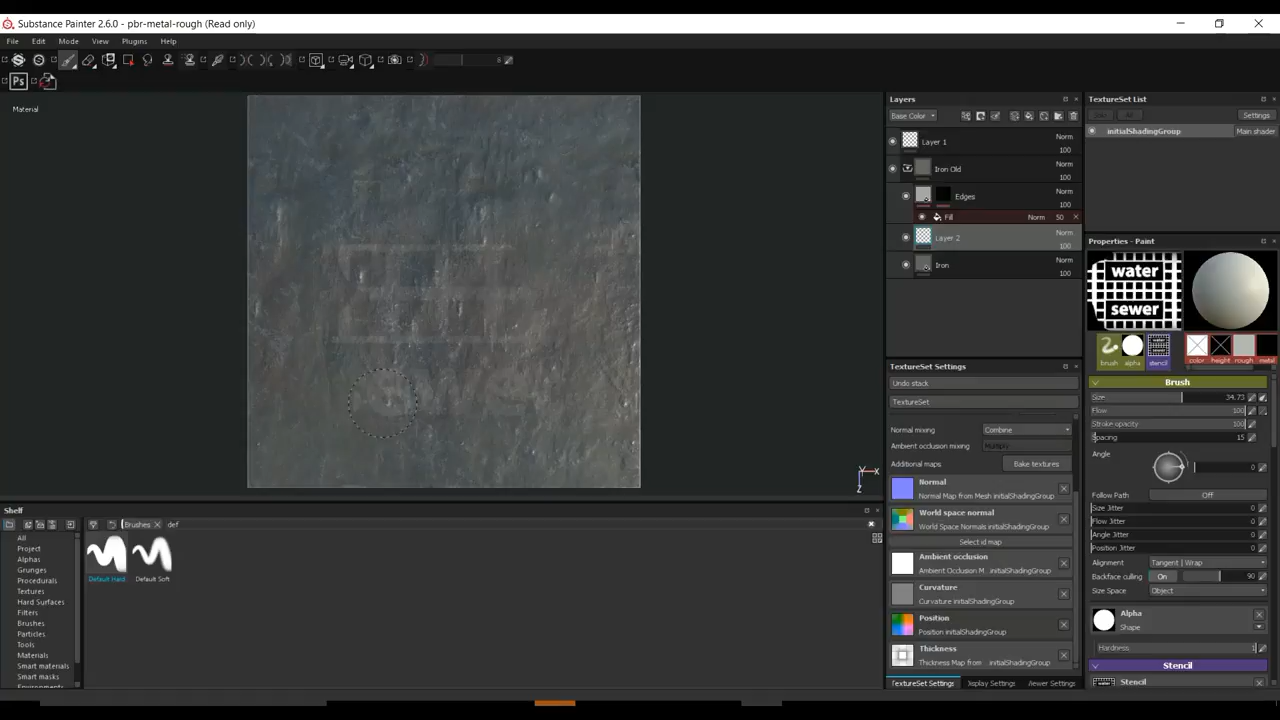 Substance Painter 2.6.0 - pbr-metal-rough (Read only)
File Edit Mode View Plugins Help
8
Ps
Material
Layers
Base Color
Layer 1 Norm 100
Iron Old Norm 100
Edges Norm 100
Fill Norm 50
Layer 2 Norm 100
Iron Norm 100
TextureSet Settings
Undo stack
TextureSet
Normal mixing Combine
Ambient occlusion mixing Multiply
Additional maps Bake textures
Normal
Normal Map from Mesh initialShadingGroup
World space normal
World Space Normals initialShadingGroup
Select id map
Ambient occlusion
Ambient Occlusion M... initialShadingGroup
Curvature
Curvature initialShadingGroup
Position
Position initialShadingGroup
Thickness
Thickness Map from initialShadingGroup
TextureSet Settings Display Settings Viewer Settings
TextureSet List
Solo All Settings
initialShadingGroup Main shader
Properties - Paint
water
sewer
brush alpha stencil color height rough metal
Brush
Size 34.73
Flow 100
Stroke opacity 100
Spacing 15
Angle 0
Follow Path Off
Size Jitter 0
Flow Jitter 0
Angle Jitter 0
Position Jitter 0
Alignment Tangent | Wrap
Backface culling On 90
Size Space Object
Alpha
Shape
Hardness 1
Stencil
Stencil
Shelf
Brushes def
All
Project
Alphas
Grunges
Procedurals
Textures
Hard Surfaces
Filters
Brushes
Particles
Tools
Materials
Smart materials
Smart masks
Environments
Default Hard Default Soft
Y X
Z